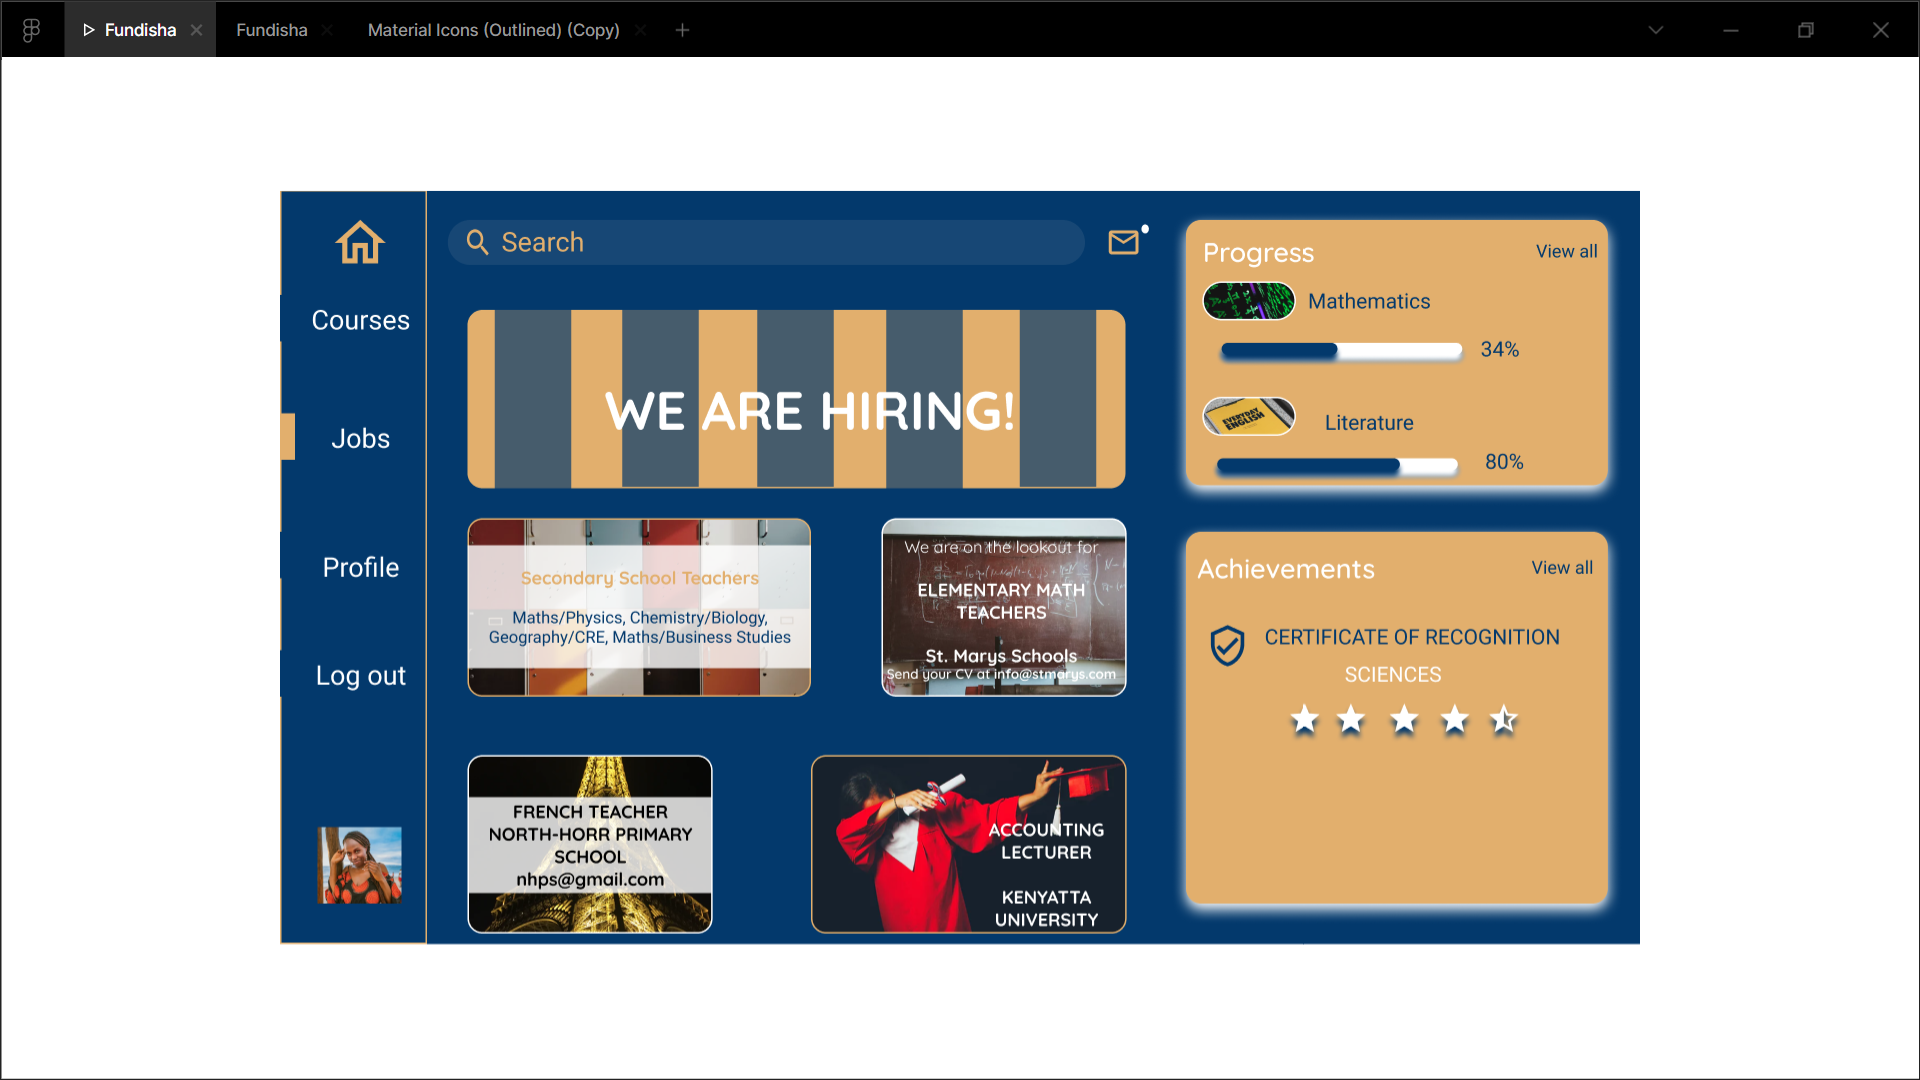 Fundisha
Fundisha
Material Icons (Outlined) (Copy)
Courses
Jobs
Profile
Log out
Search
WE ARE HIRING!
Secondary School Teachers
Maths/Physics, Chemistry/Biology,
Geography/CRE, Maths/Business Studies
We are on the lookout for
ELEMENTARY MATH
TEACHERS
St. Marys Schools
Send your CV at info@stmarys.com
FRENCH TEACHER
NORTH-HORR PRIMARY
SCHOOL
nhps@gmail.com
ACCOUNTING
LECTURER
KENYATTA
UNIVERSITY
Progress
View all
Mathematics
34%
EVERYDAY
ENGLISH
Literature
80%
Achievements
View all
CERTIFICATE OF RECOGNITION
SCIENCES